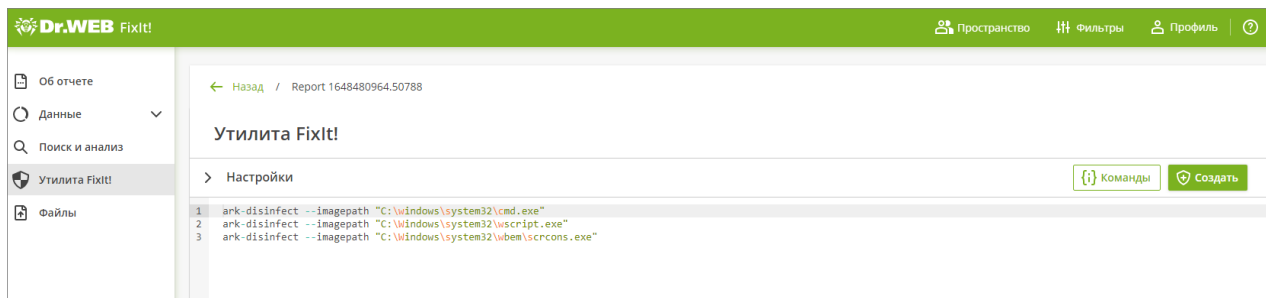 Dr.WEB FixIt!
Пространство
Фильтры
Профиль
Об отчете
Данные
Поиск и анализ
Утилита FixIt!
Файлы
← Назад / Report 1648480964.50788
Утилита FixIt!
Настройки
{i} Команды
Создать
1 ark-disinfect --imagepath "C:\Windows\system32\cmd.exe"
2 ark-disinfect --imagepath "C:\Windows\system32\wscript.exe"
3 ark-disinfect --imagepath "C:\Windows\system32\wbem\scrcons.exe"